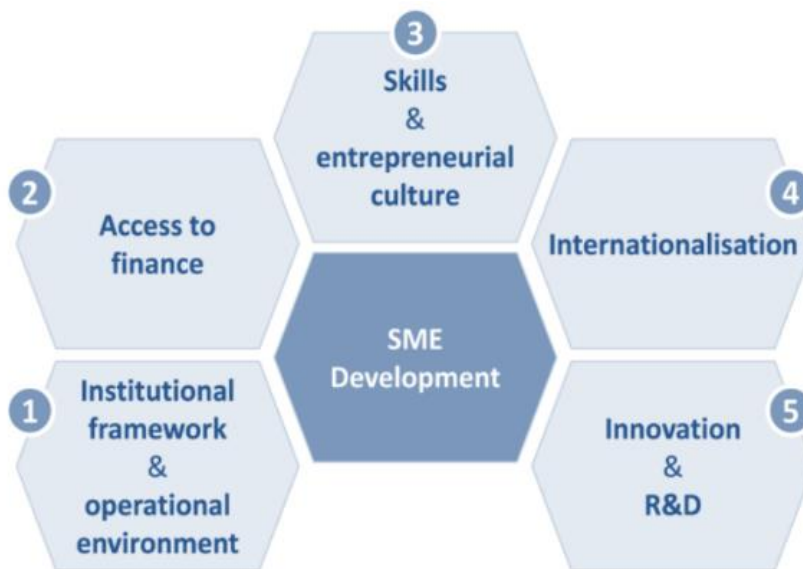 1
Institutional
framework
&
operational
environment
2
Access to
finance
3
Skills
&
entrepreneurial
culture
4
Internationalisation
5
Innovation
&
R&D
SME
Development